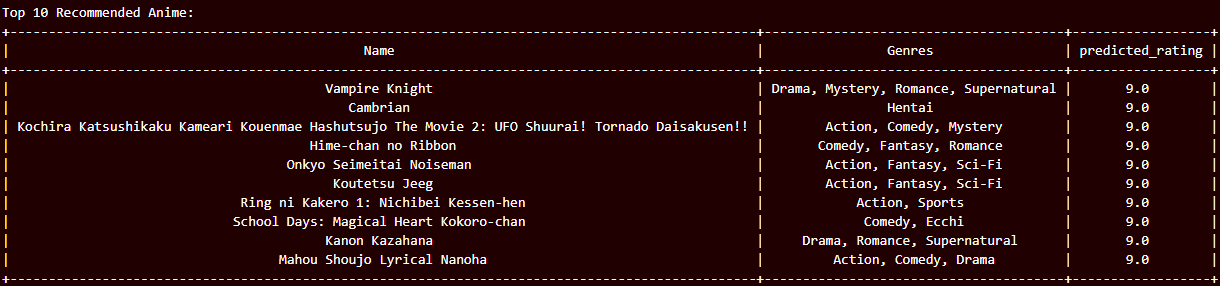 Top 10 Recommended Anime:
+------------------------------------------------------------------------------------------------+---------------------------------------+------------------+
| Name | Genres | predicted_rating |
+------------------------------------------------------------------------------------------------+---------------------------------------+------------------+
| Vampire Knight | Drama, Mystery, Romance, Supernatural | 9.0 |
| Cambrian | Hentai | 9.0 |
| Kochira Katsushikaku Kameari Kouenmae Hashutsujo The Movie 2: UFO Shuurai! Tornado Daisakusen!! | Action, Comedy, Mystery | 9.0 |
| Hime-chan no Ribbon | Comedy, Fantasy, Romance | 9.0 |
| Onkyo Seimeitai Noiseman | Action, Fantasy, Sci-Fi | 9.0 |
| Koutetsu Jeeg | Action, Fantasy, Sci-Fi | 9.0 |
| Ring ni Kakero 1: Nichibei Kessen-hen | Action, Sports | 9.0 |
| School Days: Magical Heart Kokoro-chan | Comedy, Ecchi | 9.0 |
| Kanon Kazahana | Drama, Romance, Supernatural | 9.0 |
| Mahou Shoujo Lyrical Nanoha | Action, Comedy, Drama | 9.0 |
+------------------------------------------------------------------------------------------------+---------------------------------------+------------------+